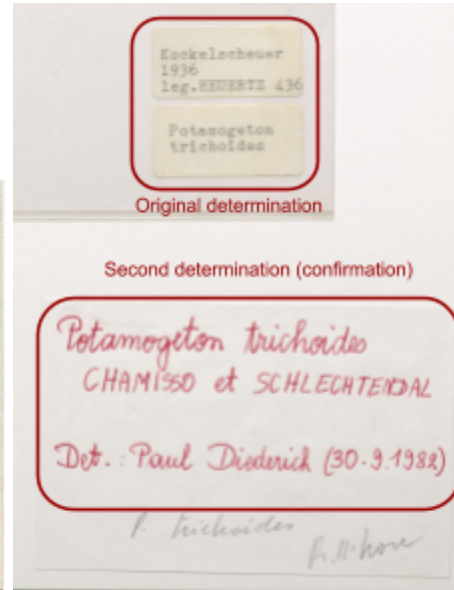 Kockelscheuer
1936
leg.HEUERTZ 436
Potamogeton
trichoides
Original determination
Second determination (confirmation)
Potamogeton trichoides
CHAMISSO et SCHLECHTENDAL
Det.: Paul Diederich (30.9.1982)
P. trichoides